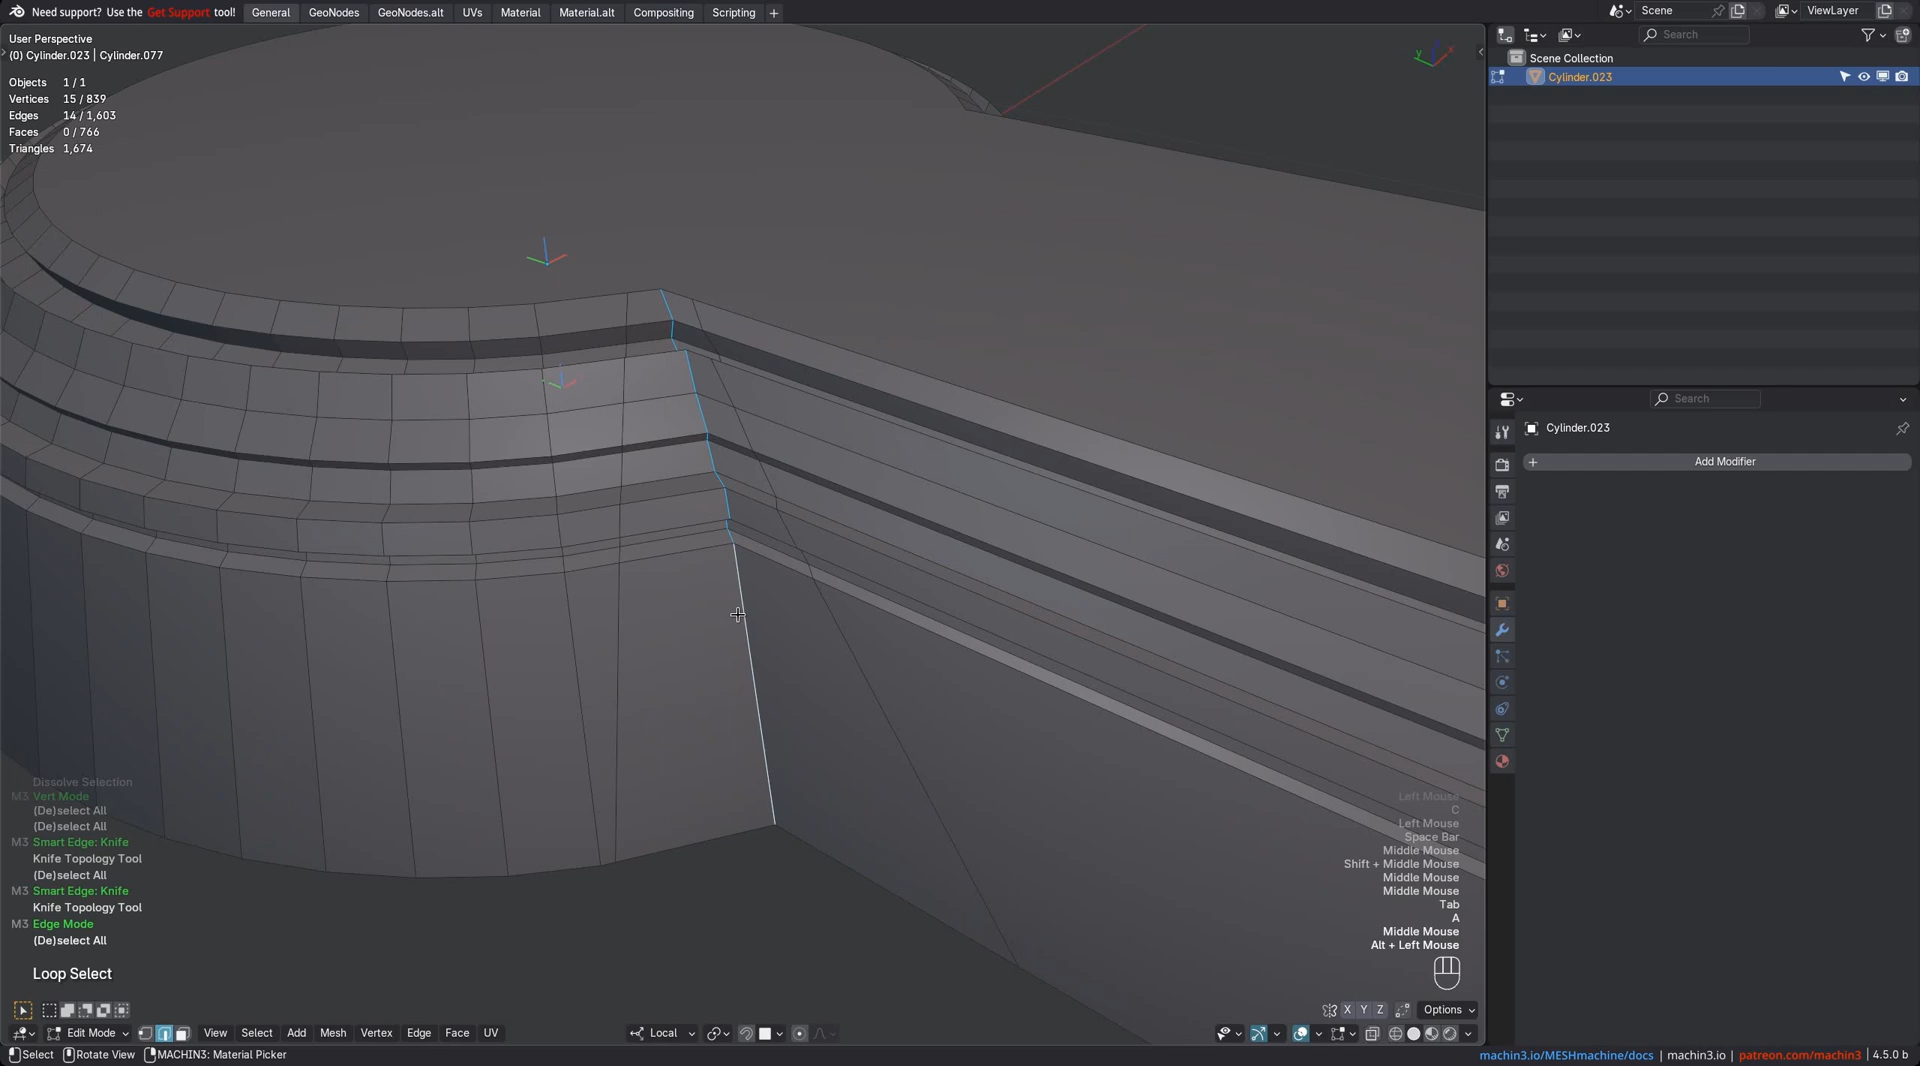 Need support? Use the Get Support tool!
General
GeoNodes
GeoNodes.alt
UVs
Material
Material.alt
Compositing
Scripting
+
Scene
ViewLayer
User Perspective
(0) Cylinder.023 | Cylinder.077
Objects 1 / 1
Vertices 15 / 839
Edges 14 / 1,603
Faces 0 / 766
Triangles 1,674
Y
X
Search
Scene Collection
Cylinder.023
Search
Cylinder.023
+ Add Modifier
Dissolve Selection
M3 Vert Mode
(De)select All
(De)select All
M3 Smart Edge: Knife
Knife Topology Tool
(De)select All
M3 Smart Edge: Knife
Knife Topology Tool
M3 Edge Mode
(De)select All
Loop Select
Left Mouse
C
Left Mouse
Space Bar
Middle Mouse
Shift + Middle Mouse
Middle Mouse
Middle Mouse
Tab
A
Middle Mouse
Alt + Left Mouse
X Y Z
Options
Edit Mode
View
Select
Add
Mesh
Vertex
Edge
Face
UV
Local
Select
Rotate View
MACHIN3: Material Picker
machin3.io/MESHmachine/docs | machin3.io | patreon.com/machin3 | 4.5.0 b